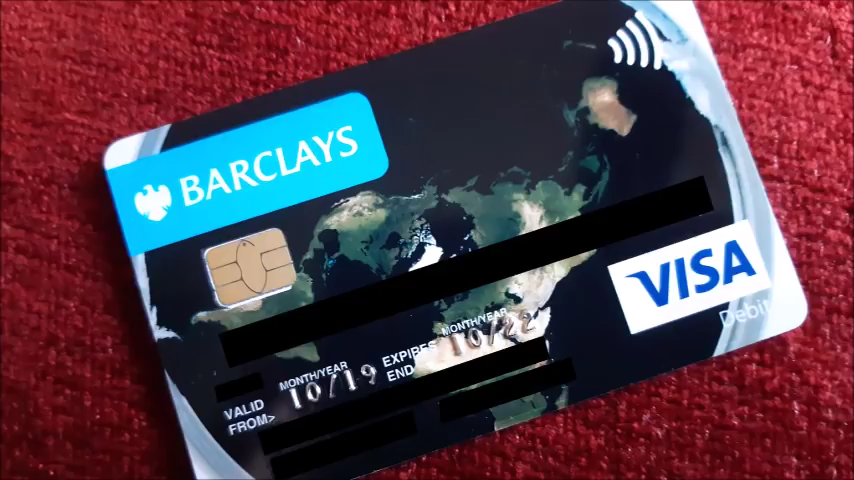 BARCLAYS
VISA
Debit
MONTH/YEAR
10/19
VALID
FROM>
EXPIRES
END
MONTH/YEAR
10/22